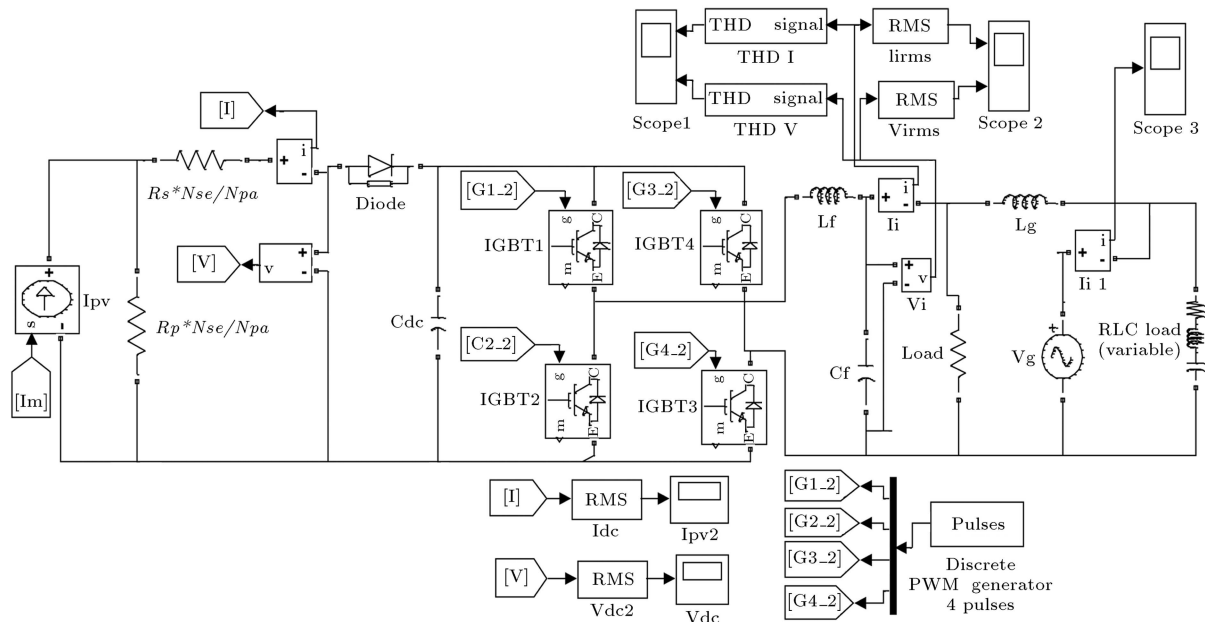 THD signal
THD I
RMS
Iirms
THD signal
THD V
RMS
Virms
Scope1
Scope 2
Scope 3
[I]
+
-
i
Rs*Nse/Npa
Diode
[V]
v
+
-
+
s
-
Ipv
[Im]
Rp*Nse/Npa
Cdc
[G1_2]
g
C
m
E
IGBT1
[G3_2]
g
C
m
E
IGBT4
[C2_2]
g
C
m
E
IGBT2
[G4_2]
g
C
m
E
IGBT3
Lf
+
-
i
Ii
+
-
v
Vi
Lg
+
-
i
Ii 1
Cf
Load
+
Vg
RLC load
(variable)
[I]
RMS
Idc
Ipv2
[V]
RMS
Vdc2
Vdc
[G1_2]
[G2_2]
[G3_2]
[G4_2]
Pulses
Discrete
PWM generator
4 pulses